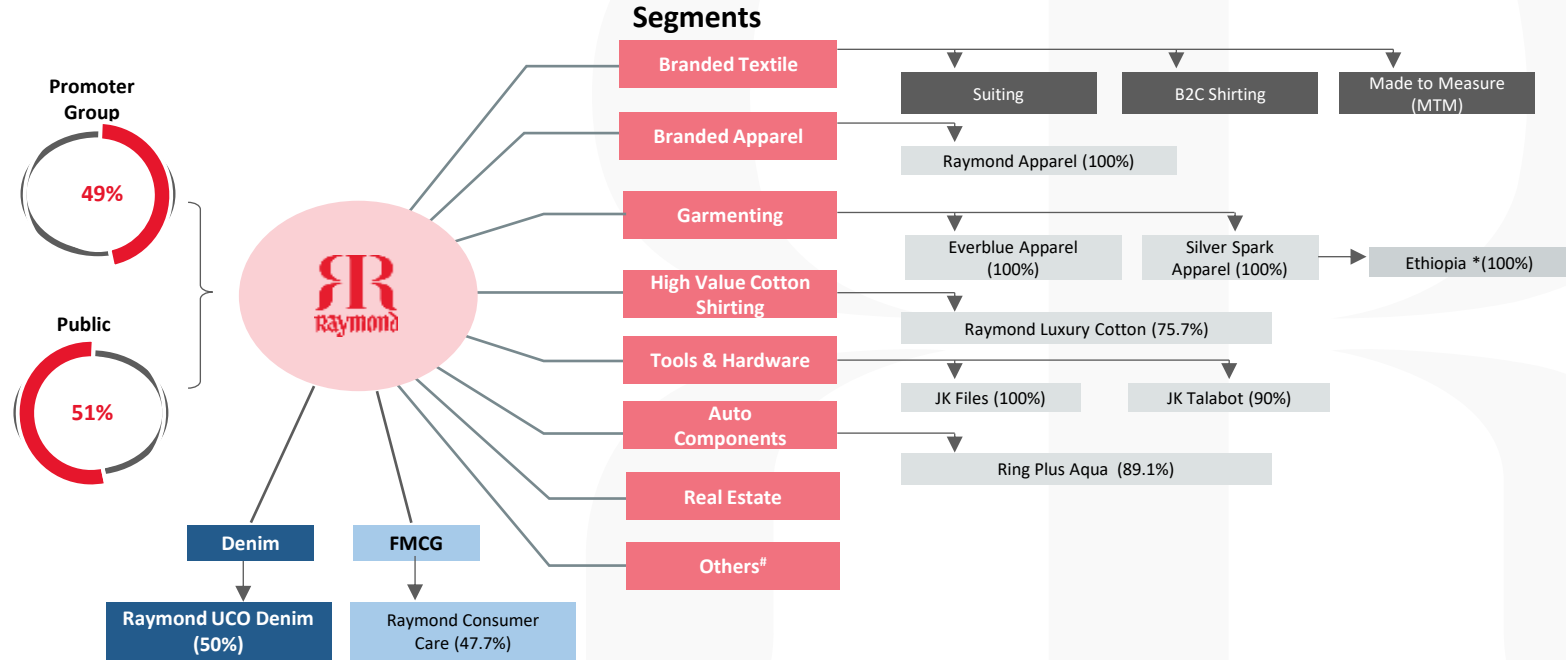 Segments
Promoter
Group
49%
Public
51%
Raymond
Branded Textile
Suiting
B2C Shirting
Made to Measure
(MTM)
Branded Apparel
Raymond Apparel (100%)
Garmenting
Everblue Apparel
(100%)
Silver Spark
Apparel (100%)
Ethiopia *(100%)
High Value Cotton
Shirting
Raymond Luxury Cotton (75.7%)
Tools & Hardware
JK Files (100%)
JK Talabot (90%)
Auto
Components
Ring Plus Aqua  (89.1%)
Real Estate
Others#
Denim
FMCG
Raymond UCO Denim
(50%)
Raymond Consumer
Care (47.7%)